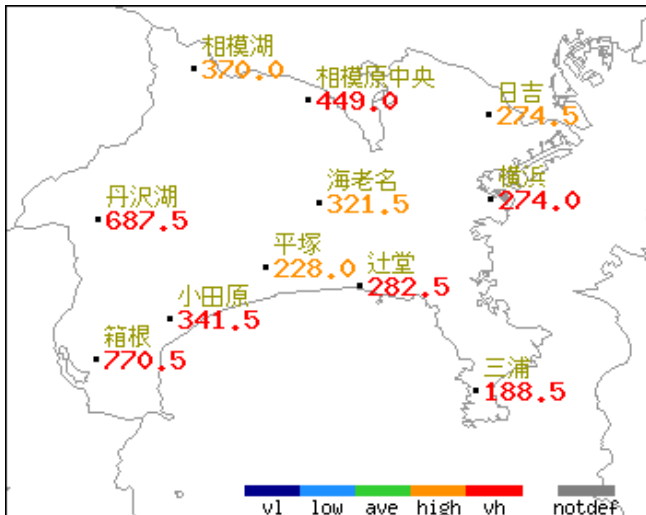 相模湖
370.0
相模原中央
449.0
日吉
274.5
丹沢湖
687.5
海老名
321.5
横浜
274.0
平塚
228.0
辻堂
282.5
小田原
341.5
箱根
770.5
三浦
188.5
vl low ave high vh notdef